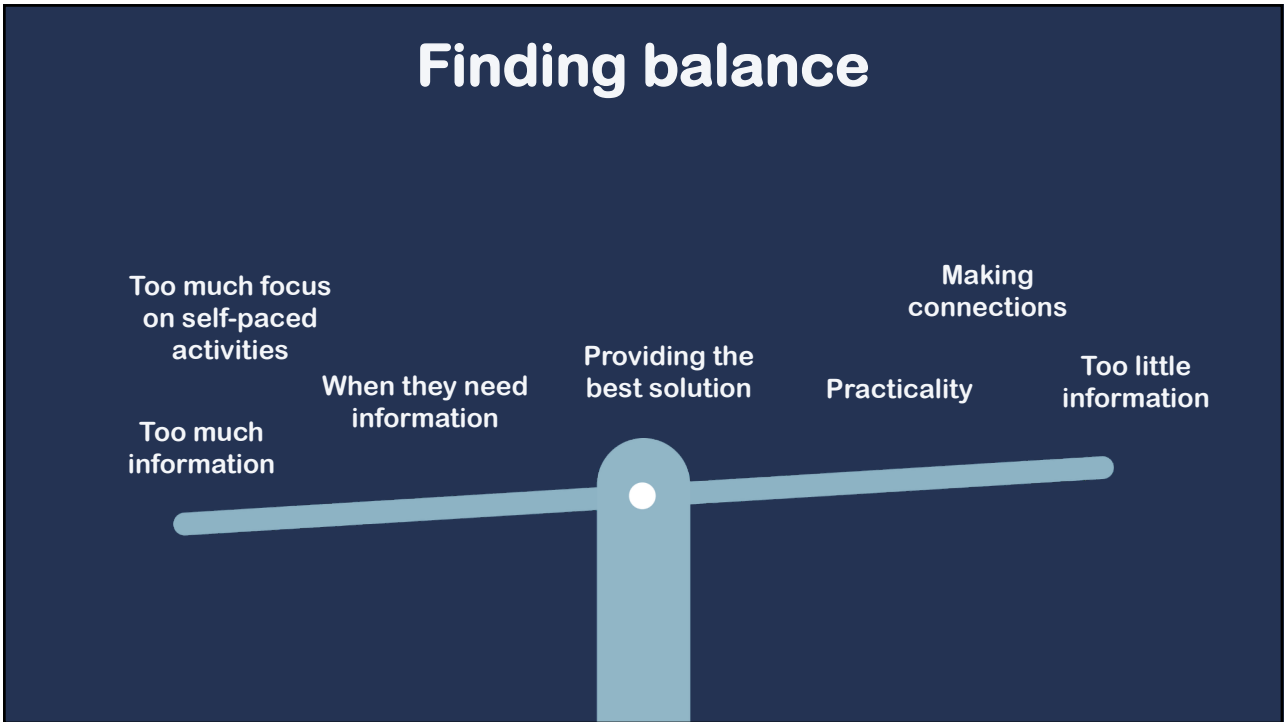 Finding balance
Too much focus
on self-paced
activities
Too much
information
When they need
information
Providing the
best solution
Practicality
Making
connections
Too little
information